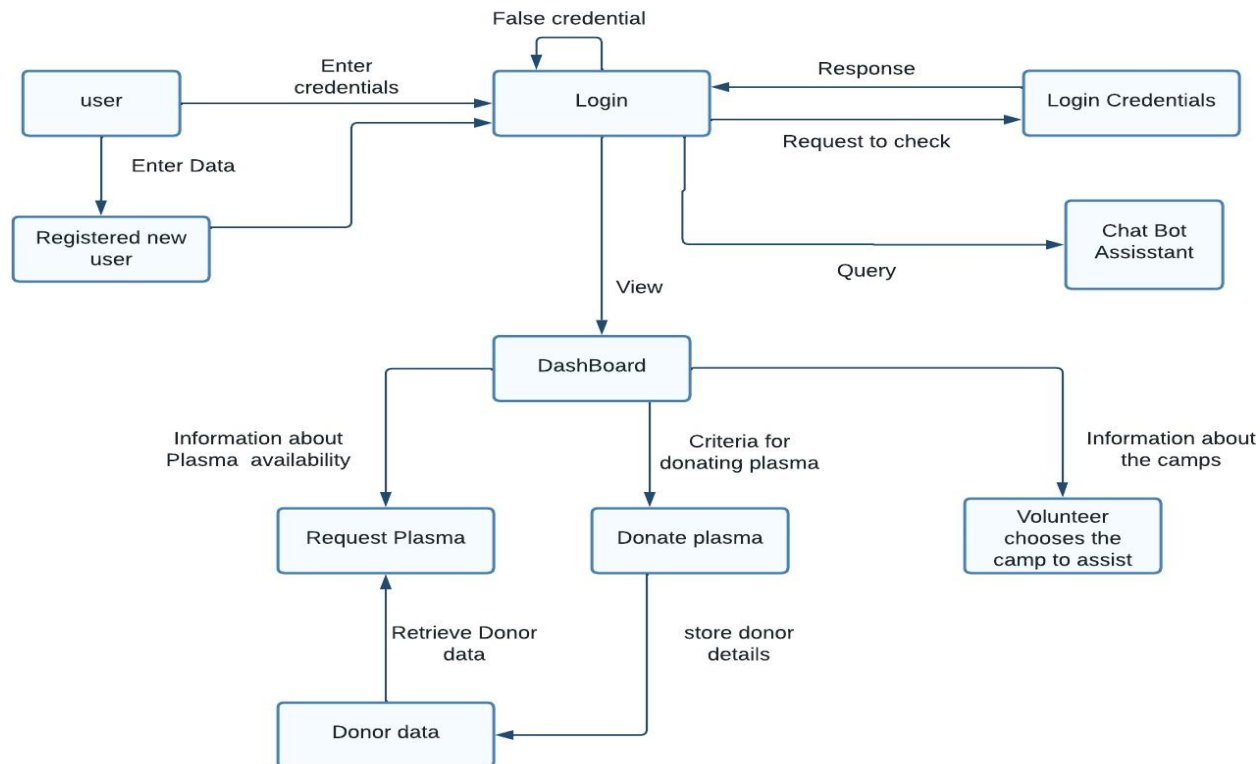 False credential
Enter
credentials
Response
user
Login
Login Credentials
Request to check
Enter Data
Registered new
user
Chat Bot
Assisstant
Query
View
DashBoard
Information about
Plasma availability
Criteria for
donating plasma
Information about
the camps
Request Plasma
Donate plasma
Volunteer
chooses the
camp to assist
Retrieve Donor
data
store donor
details
Donor data